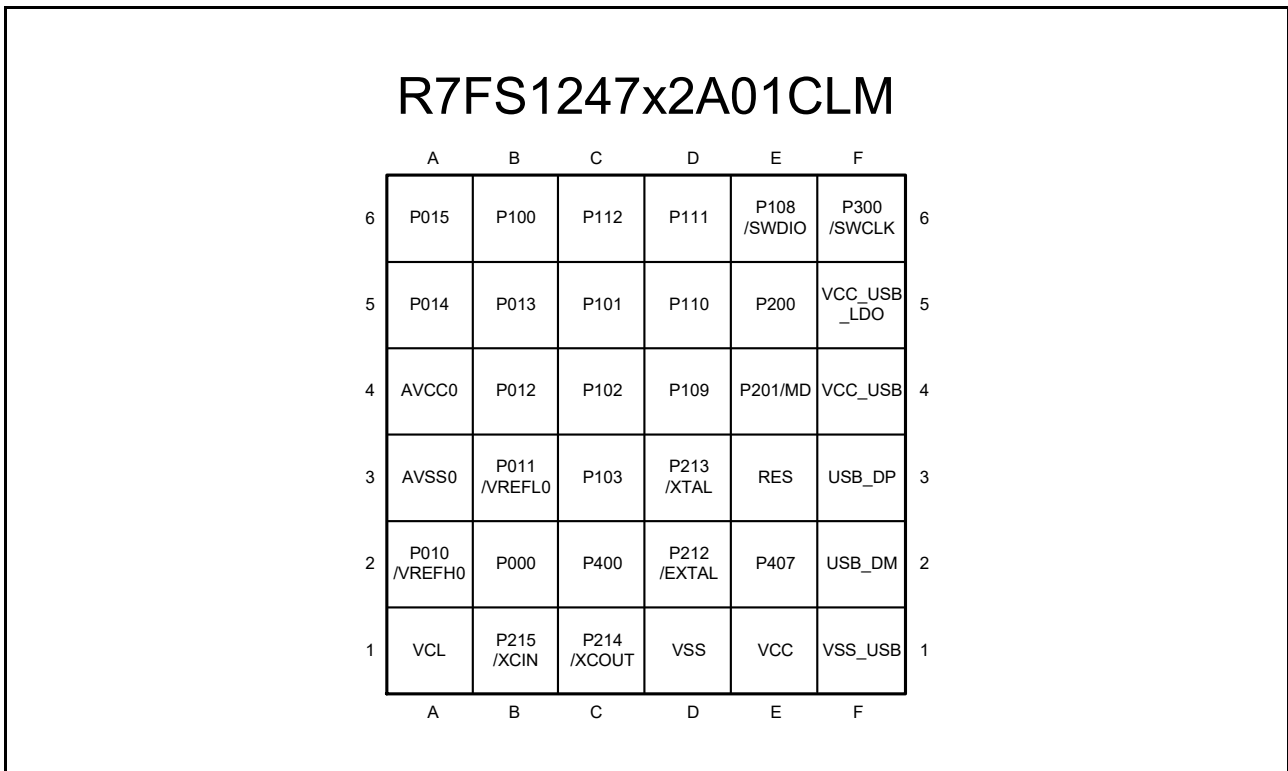 R7FS1247x2A01CLM
A B C D E F
6 P015 P100 P112 P111 P108 /SWDIO P300 /SWCLK 6
5 P014 P013 P101 P110 P200 VCC_USB _LDO 5
4 AVCC0 P012 P102 P109 P201/MD VCC_USB 4
3 AVSS0 P011 /VREFL0 P103 P213 /XTAL RES USB_DP 3
2 P010 /VREFH0 P000 P400 P212 /EXTAL P407 USB_DM 2
1 VCL P215 /XCIN P214 /XCOUT VSS VCC VSS_USB 1
A B C D E F